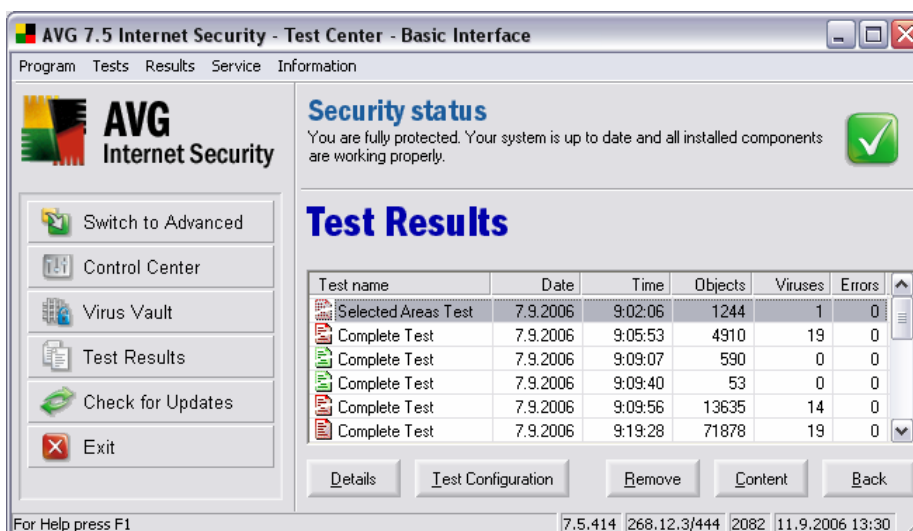 AVG 7.5 Internet Security - Test Center - Basic Interface
Program Tests Results Service Information
AVG
Internet Security
Security status
You are fully protected. Your system is up to date and all installed components
are working properly.
Switch to Advanced
Control Center
Virus Vault
Test Results
Check for Updates
Exit
Test Results
Test name Date Time Objects Viruses Errors
Selected Areas Test 7.9.2006 9:02:06 1244 1 0
Complete Test 7.9.2006 9:05:53 4910 19 0
Complete Test 7.9.2006 9:09:07 590 0 0
Complete Test 7.9.2006 9:09:40 53 0 0
Complete Test 7.9.2006 9:09:56 13635 14 0
Complete Test 7.9.2006 9:19:28 71878 19 0
Details Test Configuration Remove Content Back
For Help press F1 7.5.414 268.12.3/444 2082 11.9.2006 13:30